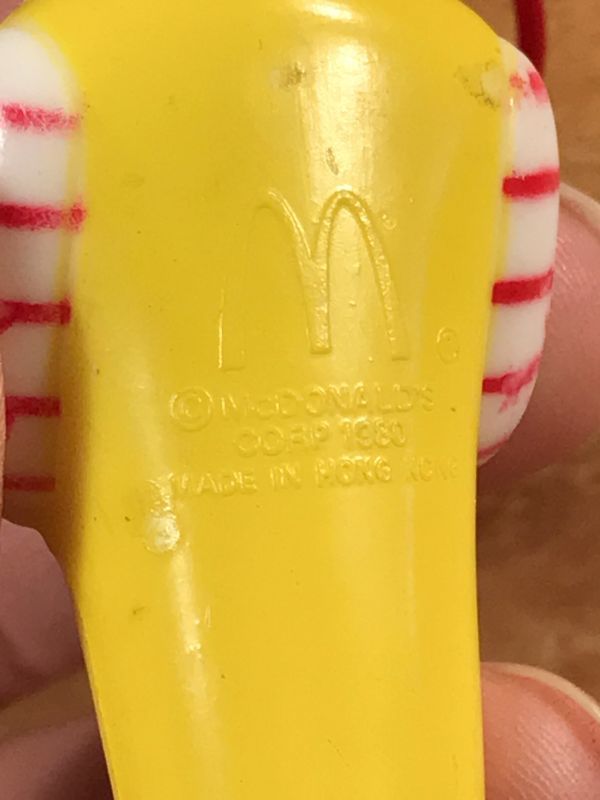 M ®
© McDONALD'S
CORP 1980
MADE IN HONG KONG